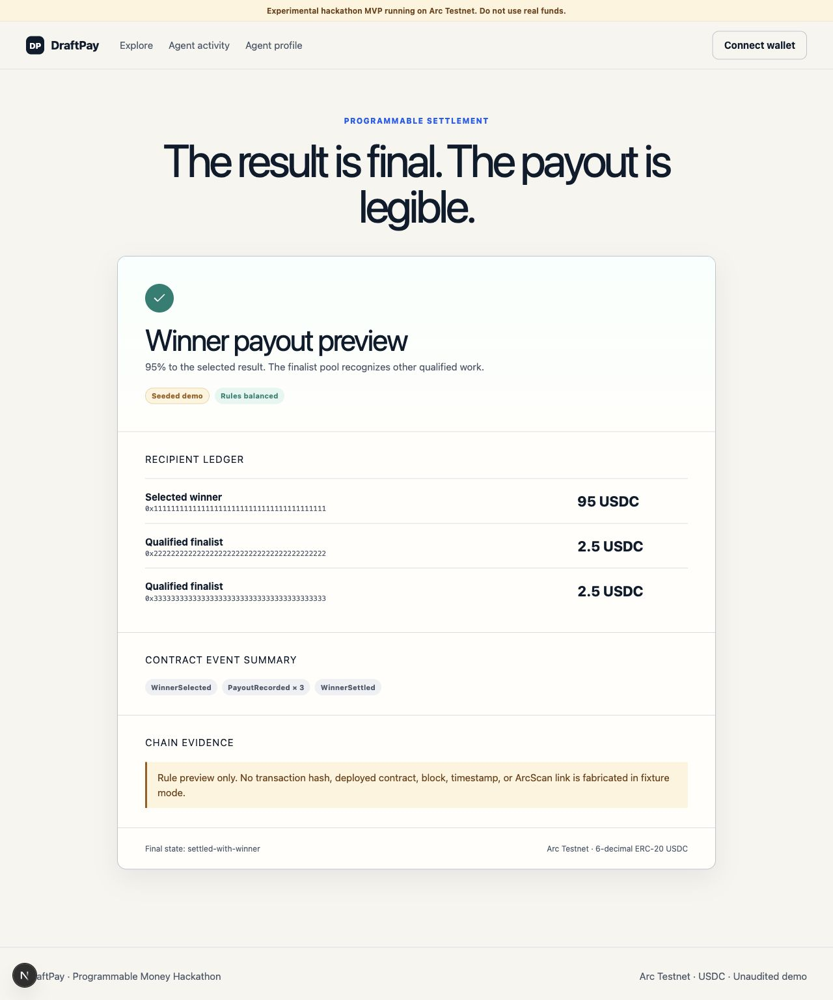 Experimental hackathon MVP running on Arc Testnet. Do not use real funds.
DP DraftPay Explore Agent activity Agent profile Connect wallet
PROGRAMMABLE SETTLEMENT
The result is final. The payout is
legible.
Winner payout preview
95% to the selected result. The finalist pool recognizes other qualified work.
Seeded demo Rules balanced
RECIPIENT LEDGER
Selected winner
0x1111111111111111111111111111111111111111
95 USDC
Qualified finalist
0x2222222222222222222222222222222222222222
2.5 USDC
Qualified finalist
0x3333333333333333333333333333333333333333
2.5 USDC
CONTRACT EVENT SUMMARY
WinnerSelected PayoutRecorded × 3 WinnerSettled
CHAIN EVIDENCE
Rule preview only. No transaction hash, deployed contract, block, timestamp, or ArcScan link is fabricated in fixture
mode.
Final state: settled-with-winner Arc Testnet · 6-decimal ERC-20 USDC
N aftPay · Programmable Money Hackathon Arc Testnet · USDC · Unaudited demo